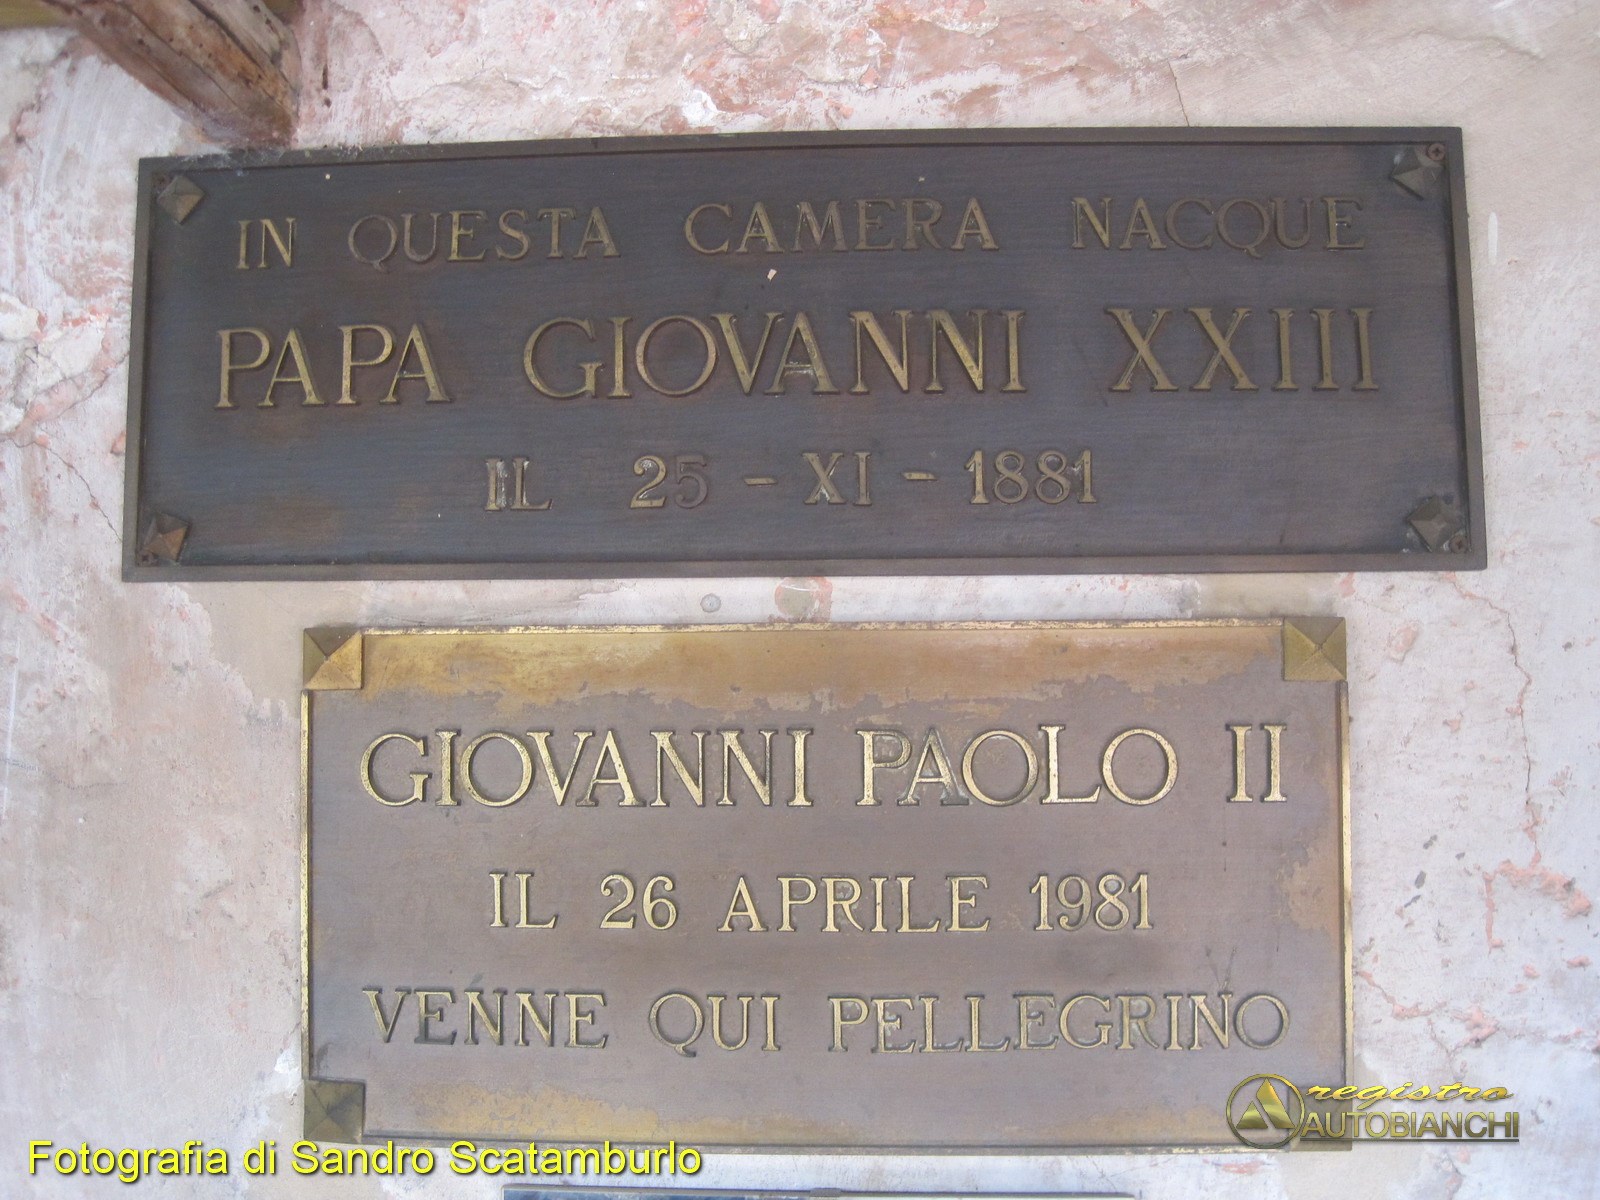 IN QUESTA CAMERA NACQUE
PAPA GIOVANNI XXIII
IL 25 - XI - 1881
GIOVANNI PAOLO II
IL 26 APRILE 1981
VENNE QUI PELLEGRINO
registro
AUTOBIANCHI
Fotografia di Sandro Scatamburlo